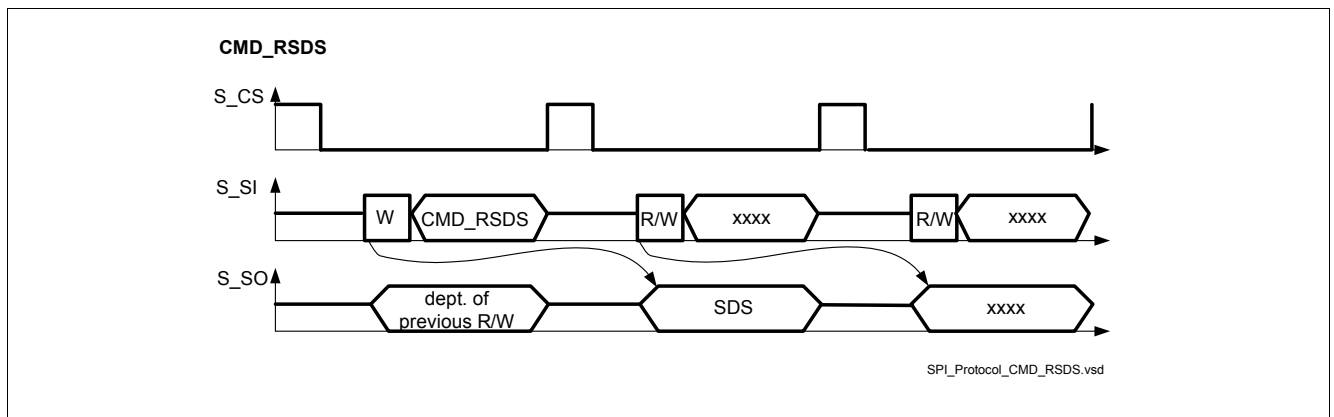 CMD_RSDS
S_CS
S_SI
W
CMD_RSDS
R/W
xxxx
R/W
xxxx
S_SO
dept. of
previous R/W
SDS
xxxx
SPI_Protocol_CMD_RSDS.vsd